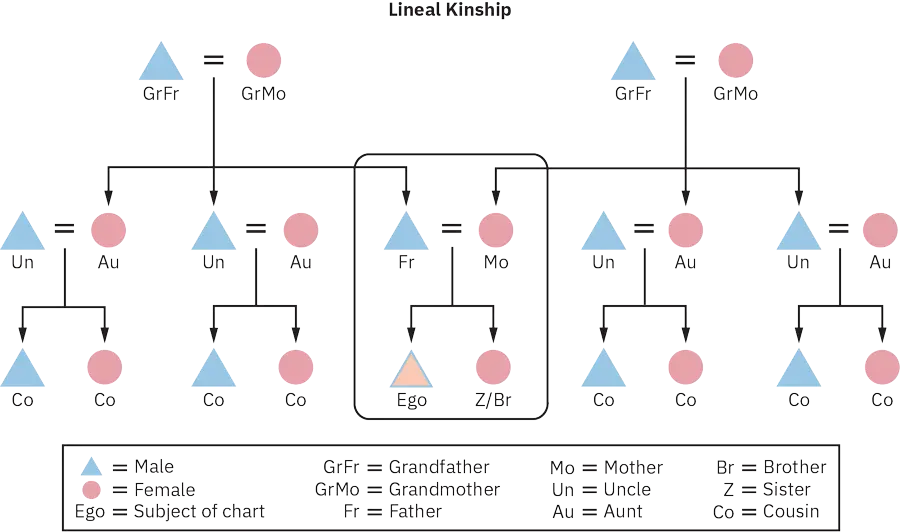 Lineal Kinship
= =
GrFr GrMo GrFr GrMo
= = = = =
Un Au Un Au Fr Mo Un Au Un Au
Co Co Co Co Ego Z/Br Co Co Co Co
= Male GrFr = Grandfather Mo = Mother Br = Brother
= Female GrMo = Grandmother Un = Uncle Z = Sister
Ego = Subject of chart Fr = Father Au = Aunt Co = Cousin